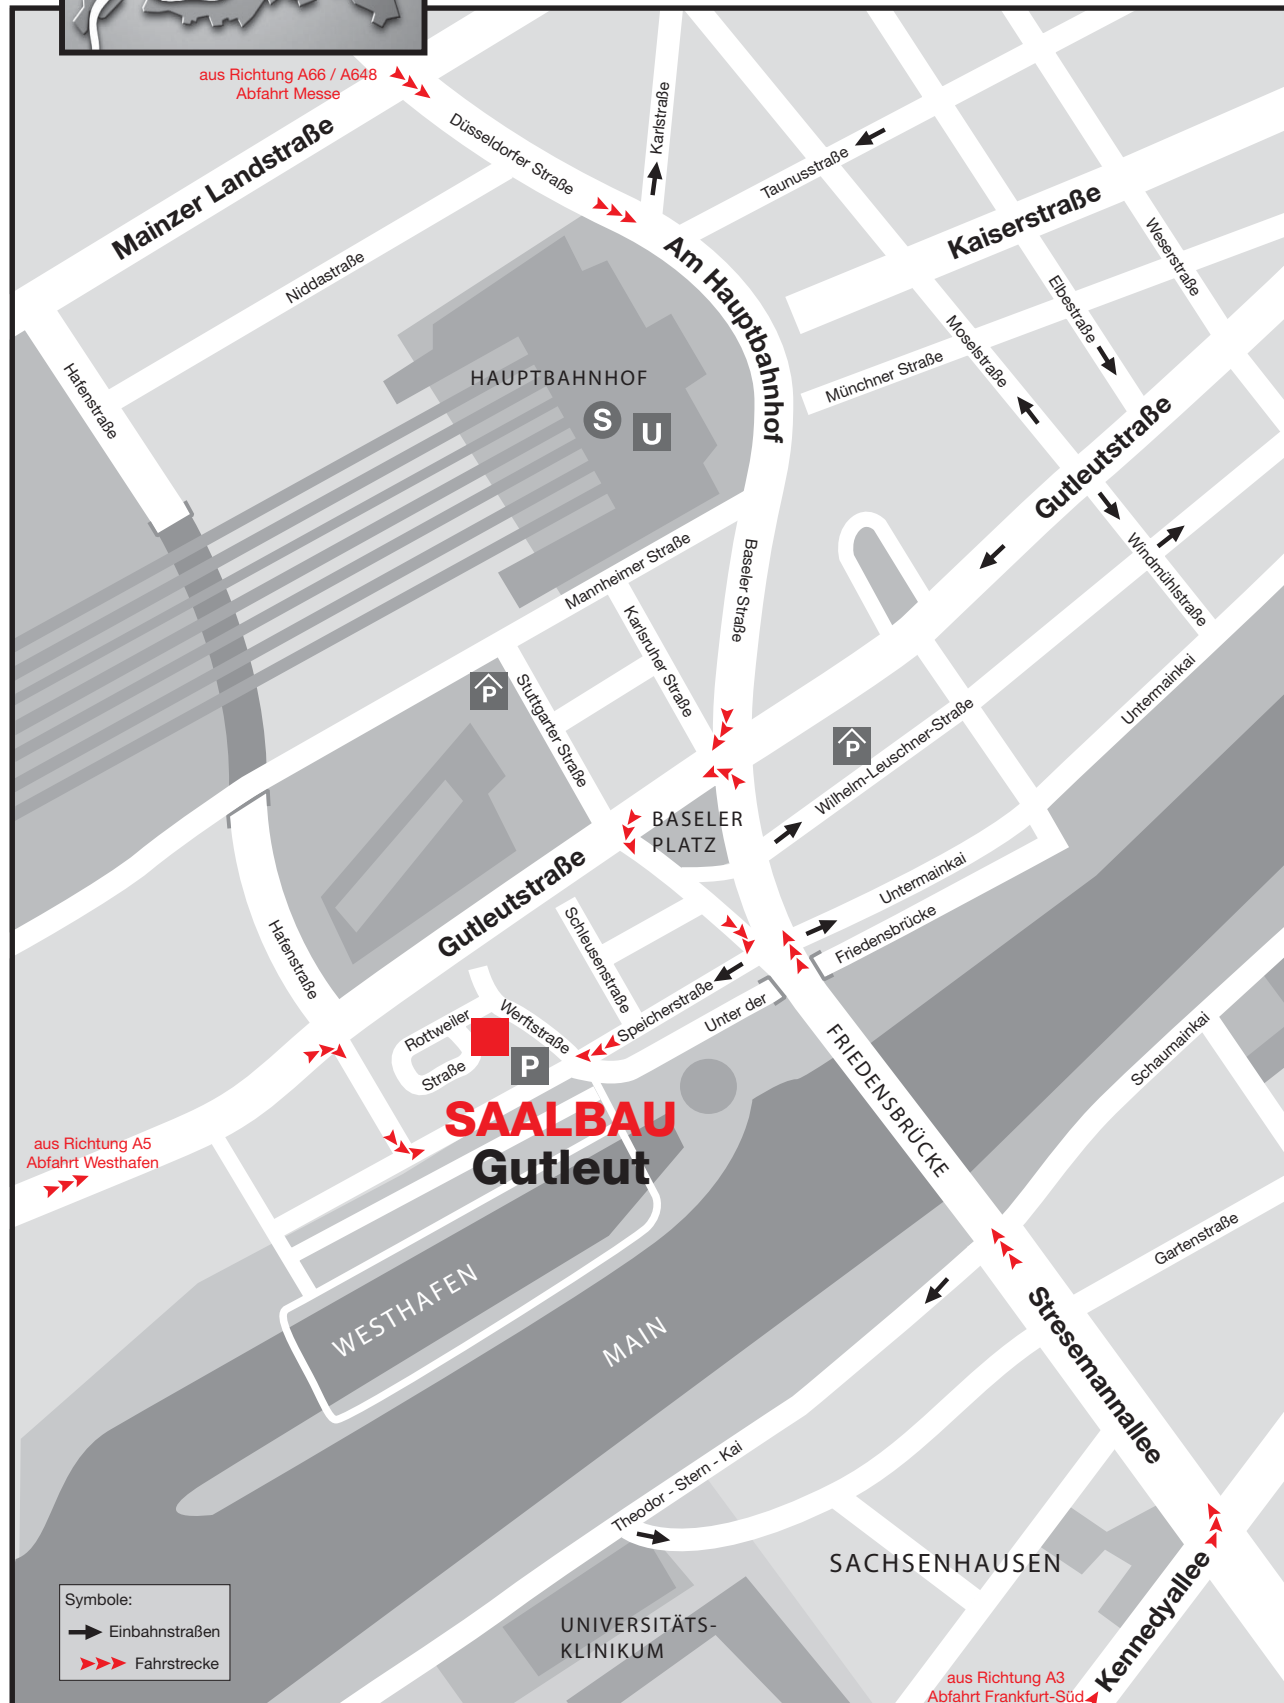 aus Richtung A66 / A648
Abfahrt Messe
Mainzer Landstraße
Düsseldorfer Straße
Karlstraße
Taunusstraße
Kaiserstraße
Weserstraße
Am Hauptbahnhof
Niddastraße
Elbestraße
Moselstraße
Münchner Straße
Hafenstraße
HAUPTBAHNHOF
S
U
Gutleutstraße
Mannheimer Straße
Baseler Straße
Windmühlstraße
Karlsruher Straße
Untermainkai
P
Stuttgarter Straße
P
Wilhelm-Leuschner-Straße
BASELER
PLATZ
Gutleutstraße
Untermainkai
Friedensbrücke
Schleusenstraße
Hafenstraße
Speicherstraße
Unter der
Werftstraße
Rottweiler
Straße
P
FRIEDENSBRÜCKE
Schaumainkai
SAALBAU
Gutleut
aus Richtung A5
Abfahrt Westhafen
Gartenstraße
WESTHAFEN
MAIN
Stresemannallee
Theodor - Stern - Kai
SACHSENHAUSEN
Kennedyallee
UNIVERSITÄTS-
KLINIKUM
Symbole:
Einbahnstraßen
Fahrstrecke
aus Richtung A3
Abfahrt Frankfurt-Süd